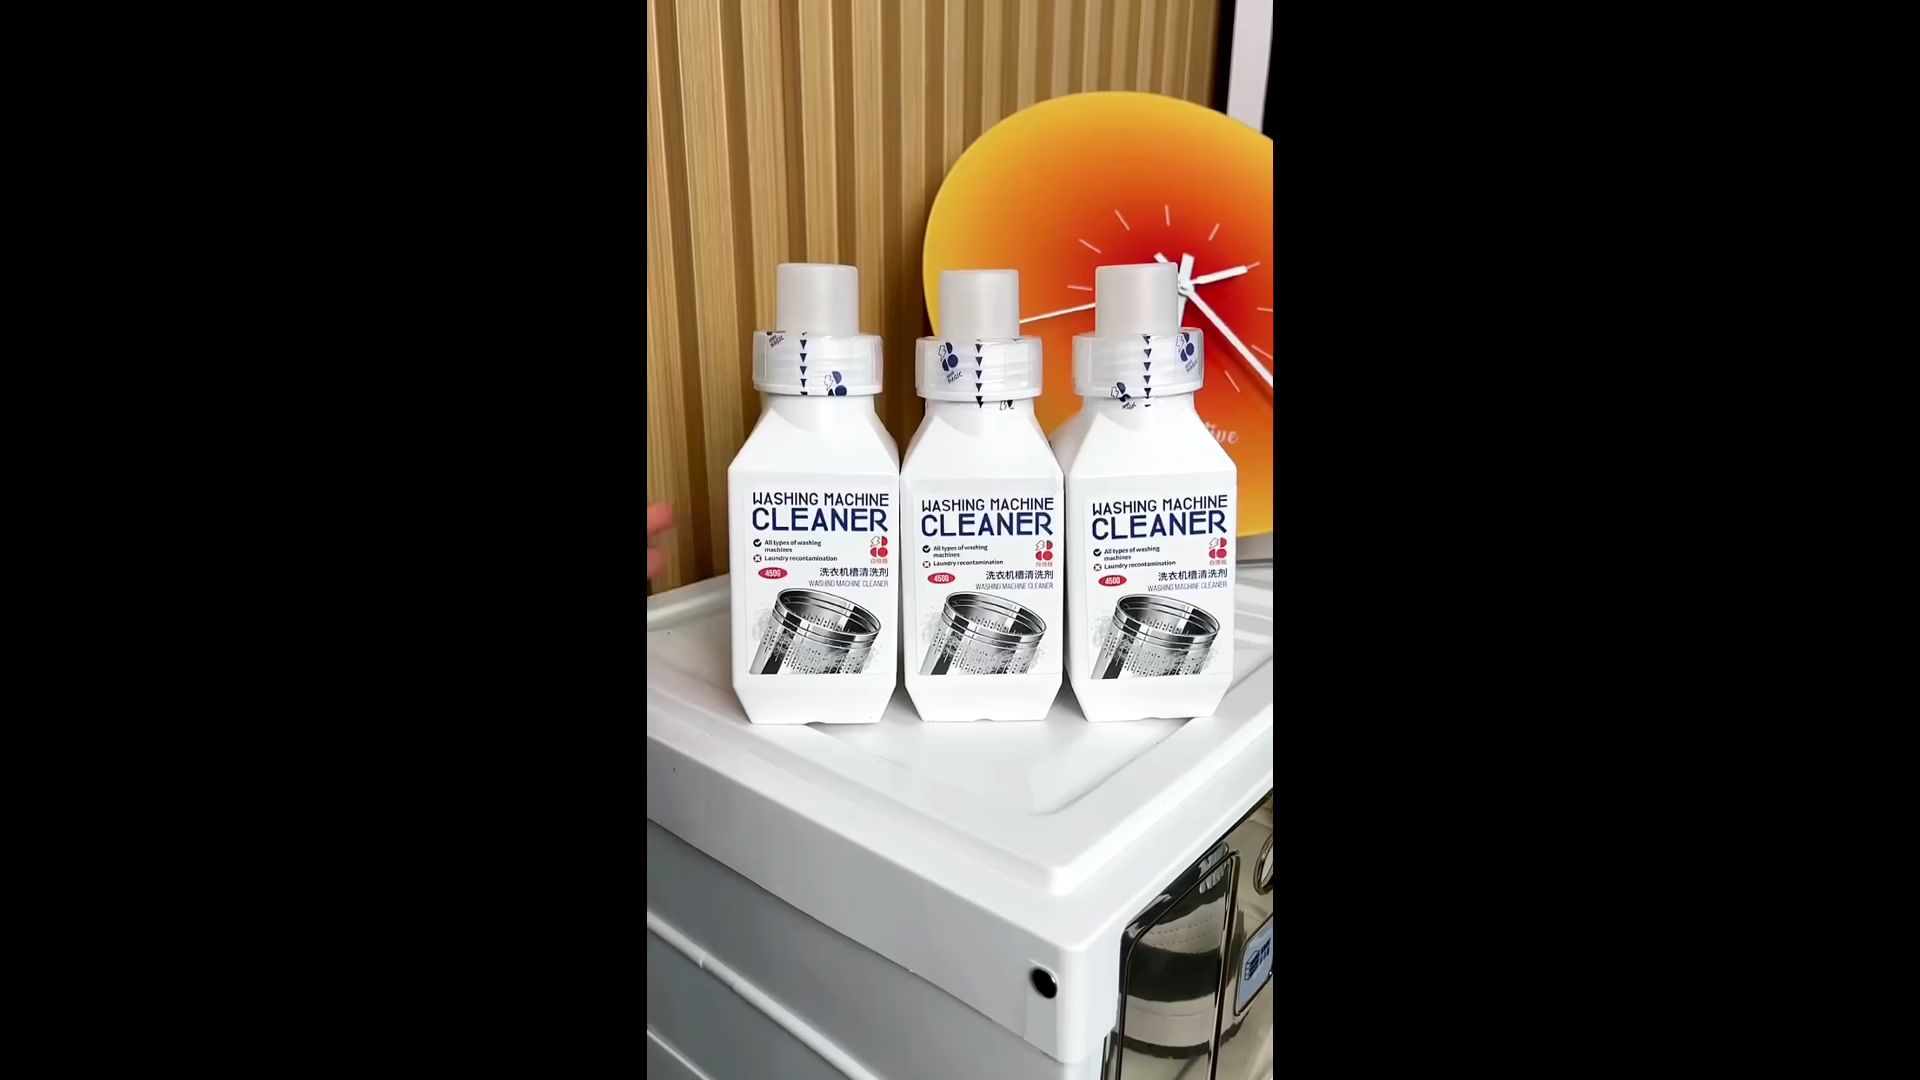 WASHING MACHINE
CLEANER
All types of washing
machines
Laundry recontamination
450G
洗衣机槽清洗剂
WASHING MACHINE CLEANER
WASHING MACHINE
CLEANER
All types of washing
machines
Laundry recontamination
450G
洗衣机槽清洗剂
WASHING MACHINE CLEANER
WASHING MACHINE
CLEANER
All types of washing
machines
Laundry recontamination
450G
洗衣机槽清洗剂
WASHING MACHINE CLEANER